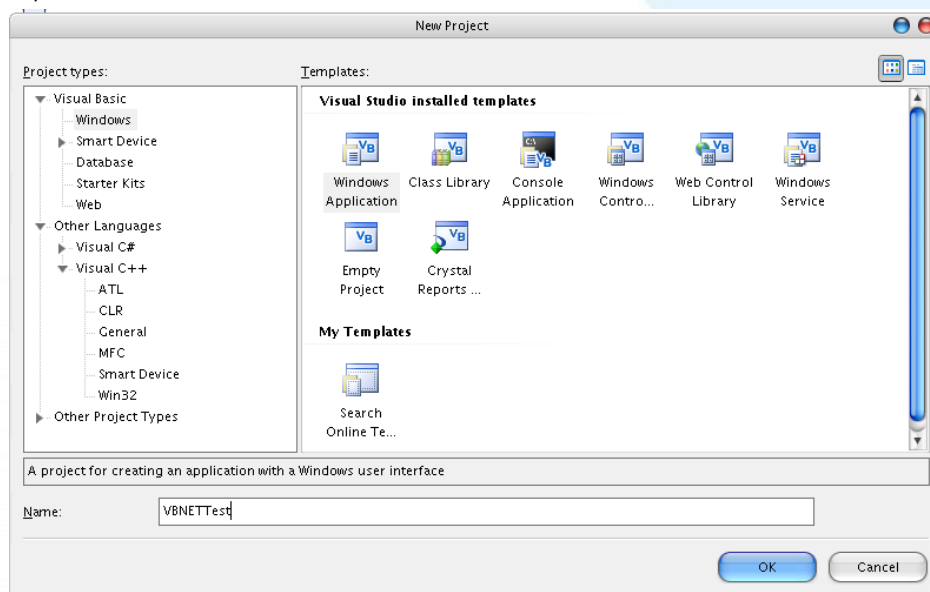 New Project
Project types:
Visual Basic
Windows
Smart Device
Database
Starter Kits
Web
Other Languages
Visual C#
Visual C++
ATL
CLR
General
MFC
Smart Device
Win32
Other Project Types
Templates:
Visual Studio installed templates
Windows
Application
Class Library
Console
Application
Windows
Contro...
Web Control
Library
Windows
Service
Empty
Project
Crystal
Reports ...
My Templates
Search
Online Te...
A project for creating an application with a Windows user interface
Name:
VBNETTest
OK
Cancel